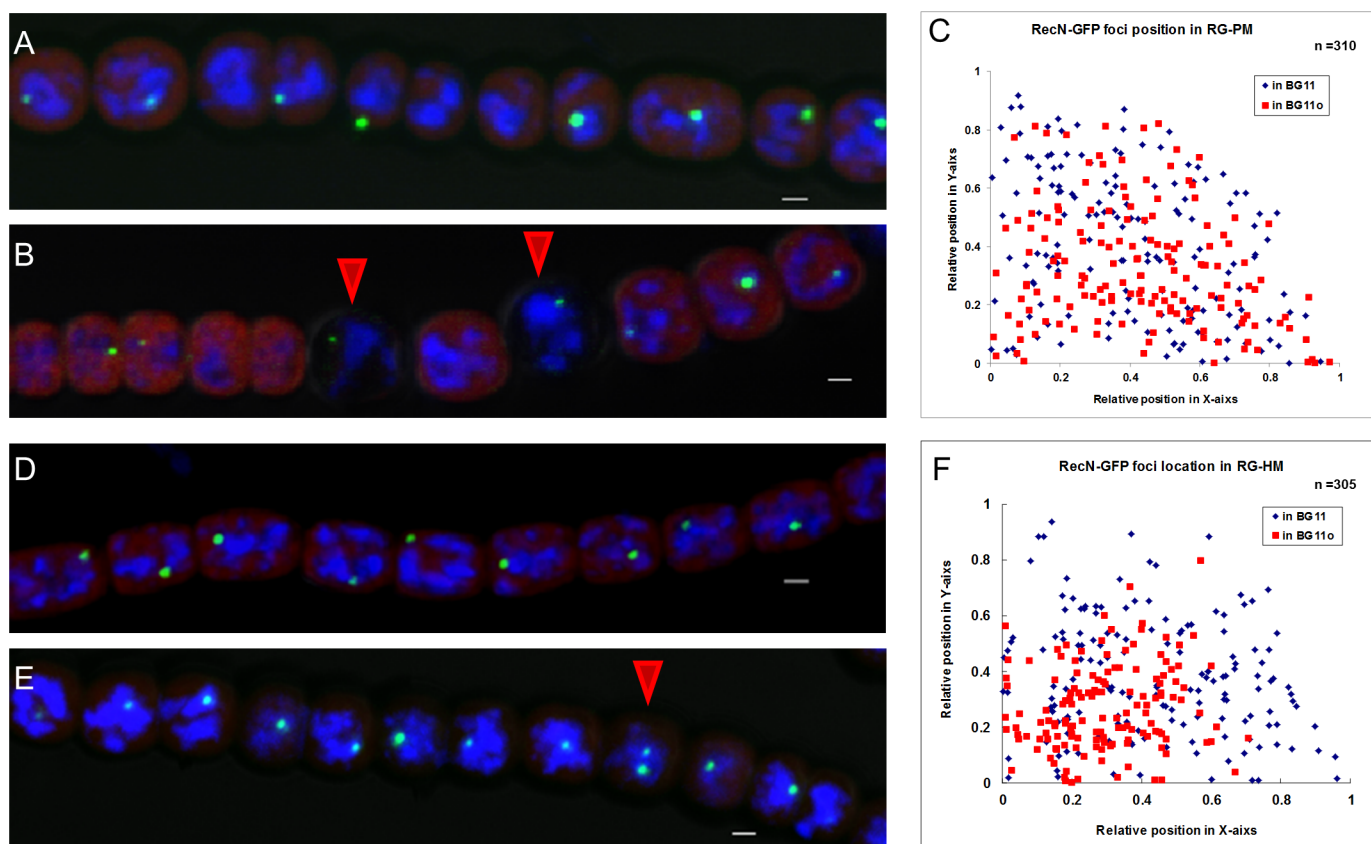 A
B
C
RecN-GFP foci position in RG-PM
n =310
in BG11
in BG11o
1
0.8
0.6
0.4
0.2
0
0 0.2 0.4 0.6 0.8 1
Relative position in Y-aixs
Relative position in X-aixs
D
E
F
RecN-GFP foci location in RG-HM
n =305
in BG11
in BG11o
1
0.8
0.6
0.4
0.2
0
0 0.2 0.4 0.6 0.8 1
Relative position in Y-aixs
Relative position in X-aixs